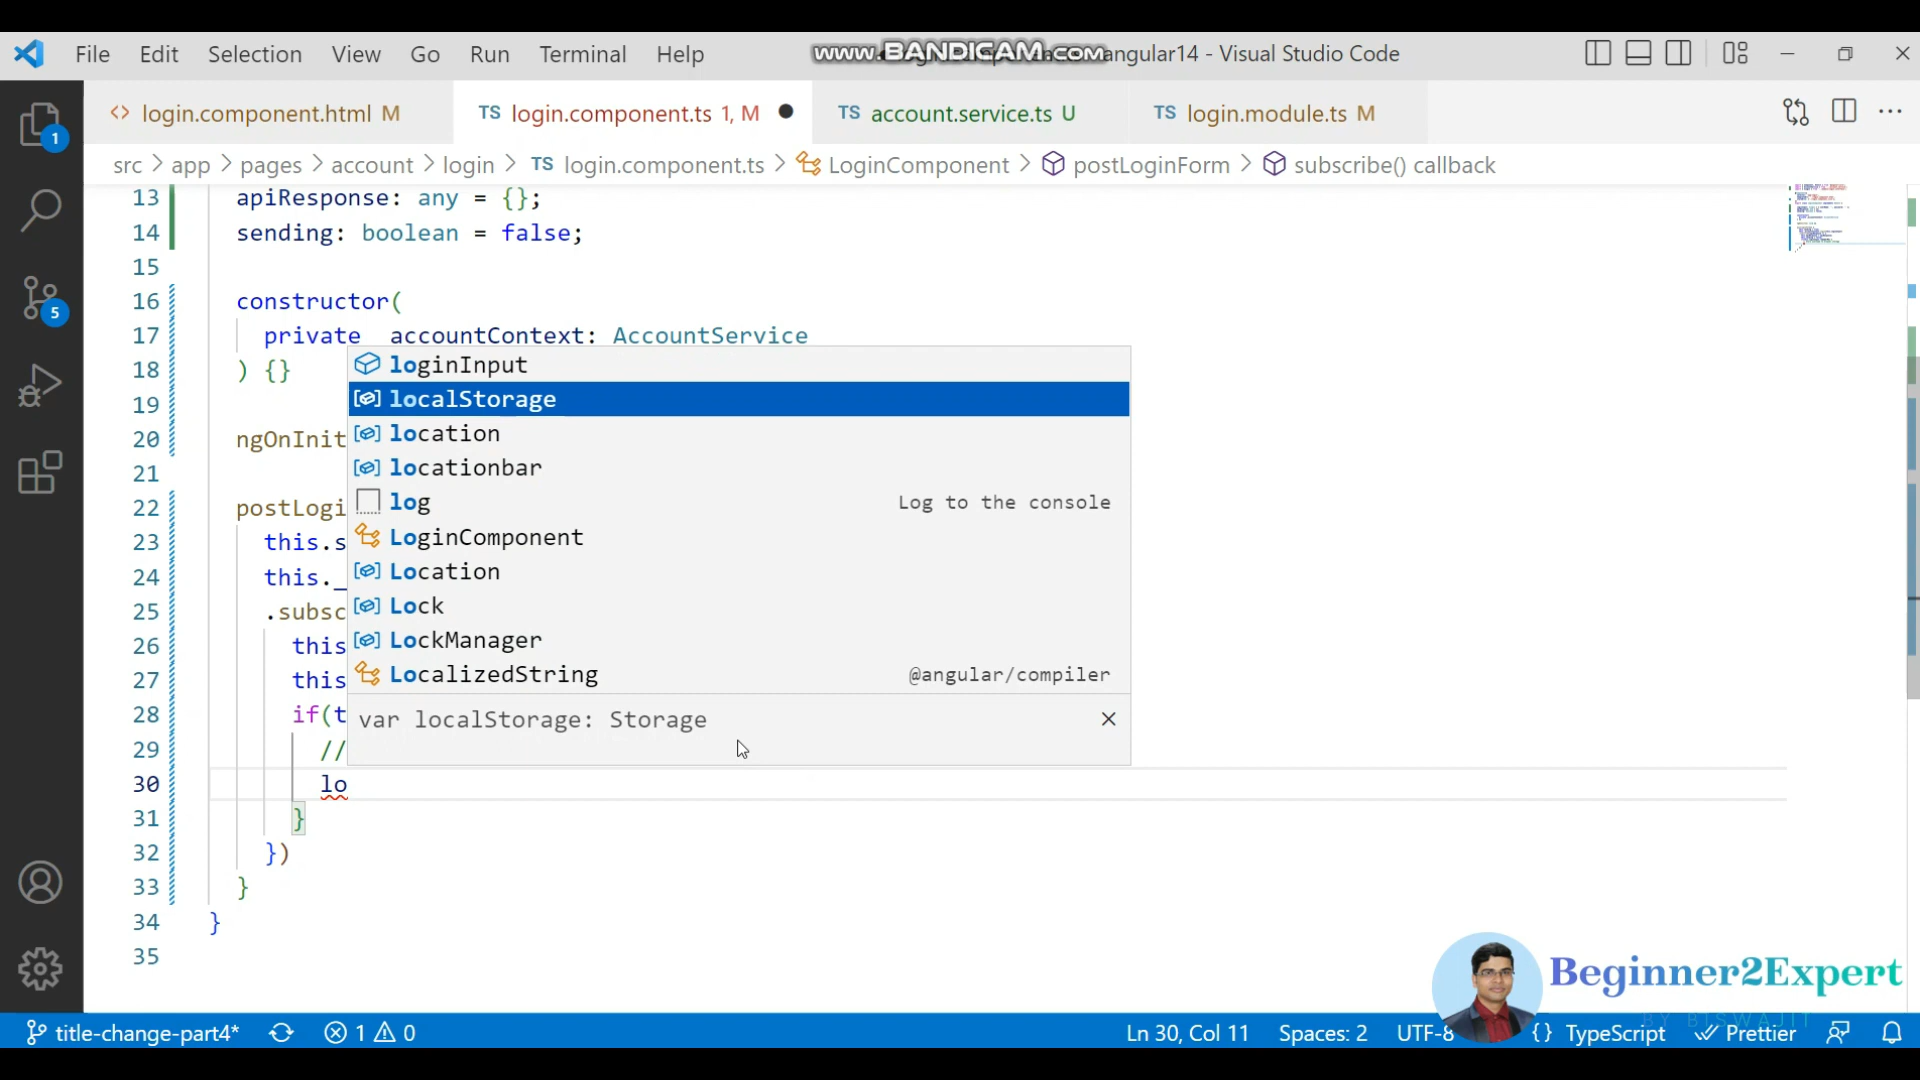 File Edit Selection View Go Run Terminal Help www.BANDICAM.com angular14 - Visual Studio Code
login.component.html M TS login.component.ts 1, M TS account.service.ts U TS login.module.ts M
src > app > pages > account > login > TS login.component.ts > LoginComponent > postLoginForm > subscribe() callback
13 apiResponse: any = {};
14 sending: boolean = false;
15
16 constructor(
17 private _accountContext: AccountService
18 ) {}
19
20 ngOnInit
21
22 postLogi
23 this.s
24 this._
25 .subsc
26 this
27 this
28 if(t
29 //
30 lo
31 }
32 })
33 }
34 }
35
loginInput
localStorage
location
locationbar
log Log to the console
LoginComponent
Location
Lock
LockManager
LocalizedString @angular/compiler
var localStorage: Storage
1
5
Beginner2Expert
BY BISWAJIT
title-change-part4* 1 0 Ln 30, Col 11 Spaces: 2 UTF-8 {} TypeScript Prettier